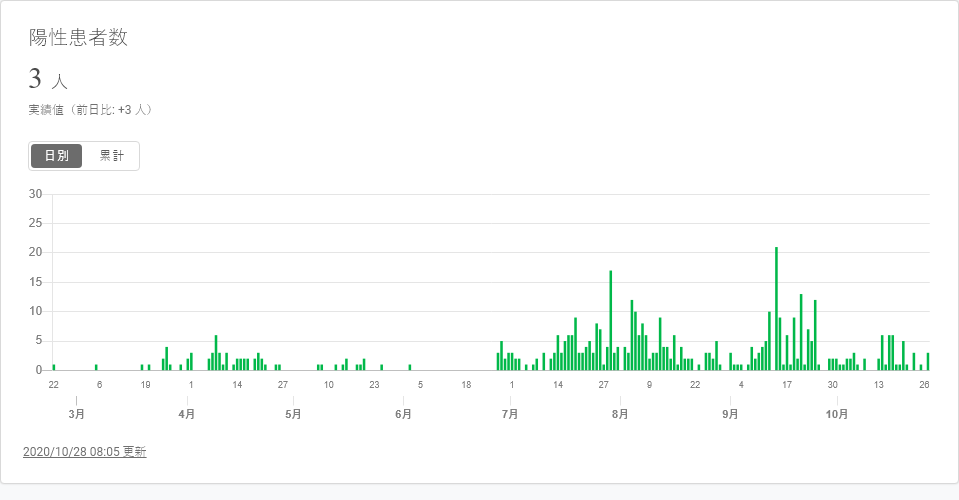 陽性患者数
3 人
実績値（前日比: +3 人）
日別 累計
30
25
20
15
10
5
0
22 6 19 1 14 27 10 23 5 18 1 14 27 9 22 4 17 30 13 26
3月 4月 5月 6月 7月 8月 9月 10月
2020/10/28 08:05 更新